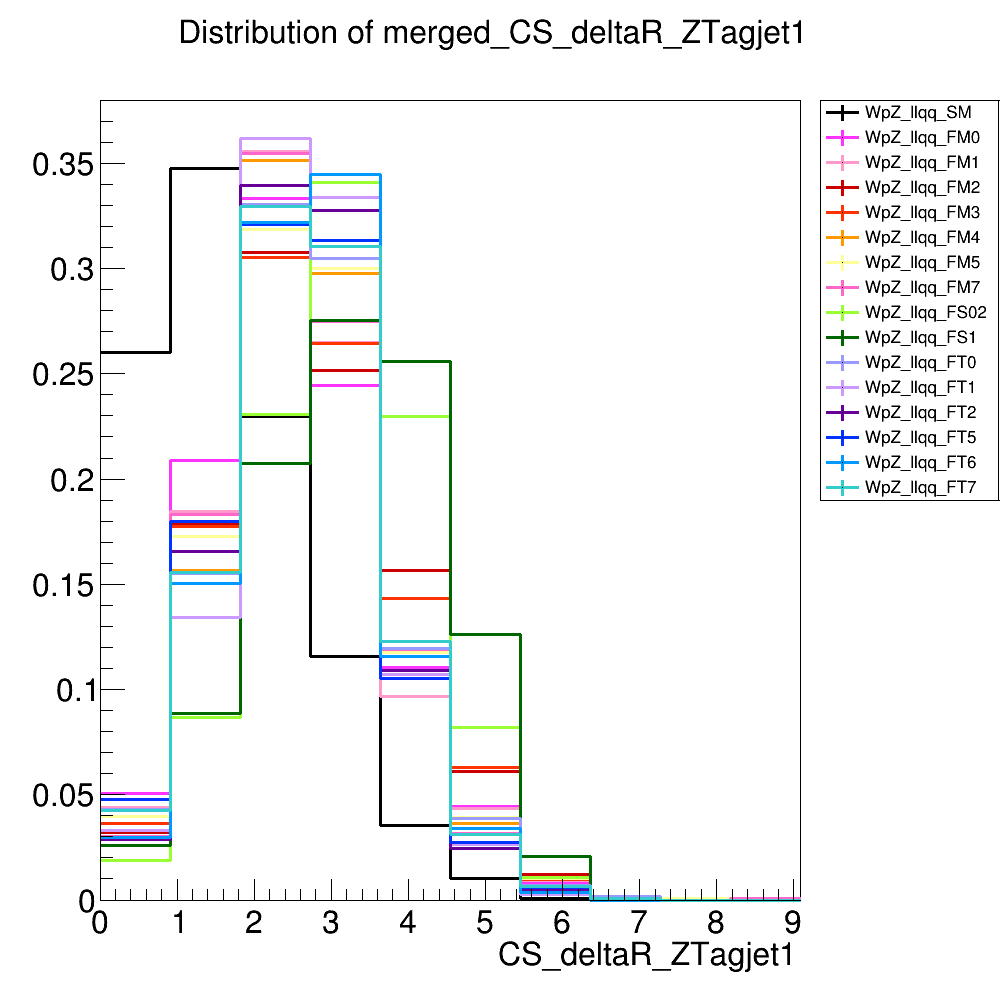 Distribution of merged_CS_deltaR_ZTagjet1
WpZ_llqq_SM
WpZ_llqq_FM0
WpZ_llqq_FM1
WpZ_llqq_FM2
WpZ_llqq_FM3
WpZ_llqq_FM4
WpZ_llqq_FM5
WpZ_llqq_FM7
WpZ_llqq_FS02
WpZ_llqq_FS1
WpZ_llqq_FT0
WpZ_llqq_FT1
WpZ_llqq_FT2
WpZ_llqq_FT5
WpZ_llqq_FT6
WpZ_llqq_FT7
0.35
0.3
0.25
0.2
0.15
0.1
0.05
0
0 1 2 3 4 5 6 7 8 9
CS_deltaR_ZTagjet1